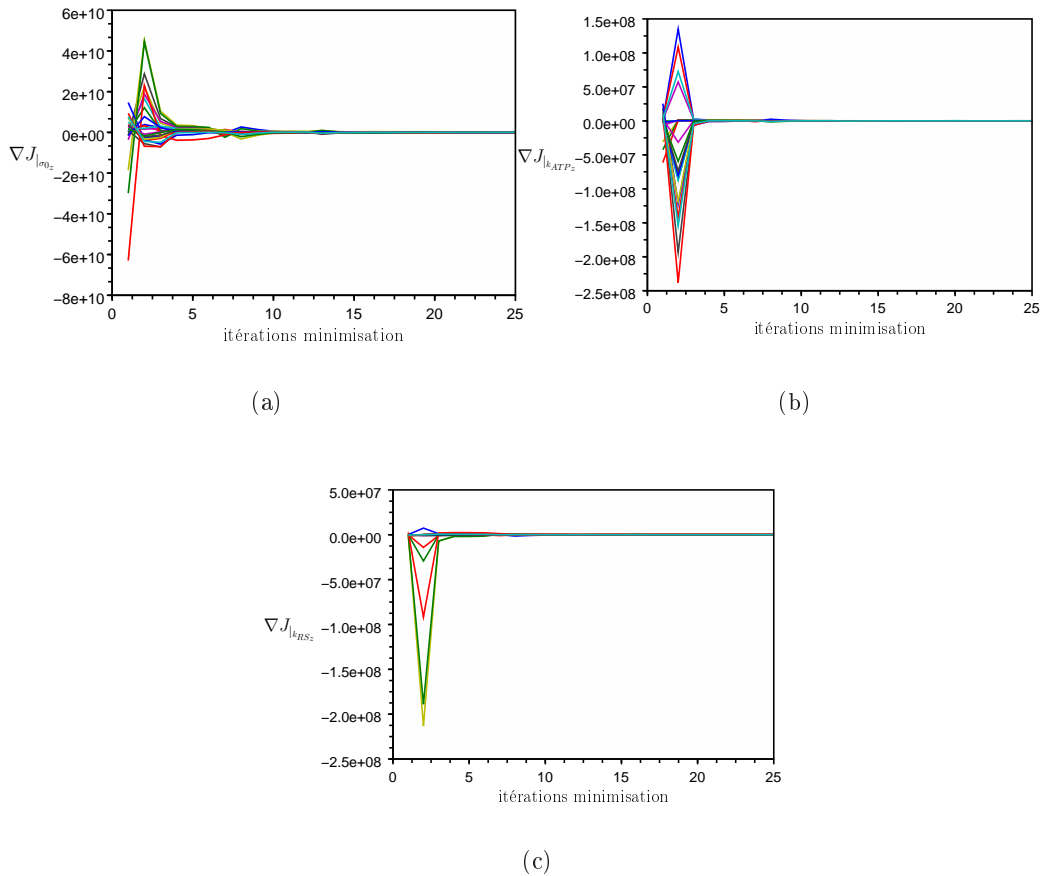 6e+10
4e+10
2e+10
0e+00
−2e+10
−4e+10
−6e+10
−8e+10
∇J|σ0z
0 5 10 15 20 25
itérations minimisation
(a)
1.5e+08
1.0e+08
5.0e+07
0.0e+00
−5.0e+07
−1.0e+08
−1.5e+08
−2.0e+08
−2.5e+08
∇J|kATPz
0 5 10 15 20 25
itérations minimisation
(b)
5.0e+07
0.0e+00
−5.0e+07
−1.0e+08
−1.5e+08
−2.0e+08
−2.5e+08
∇J|kRSz
0 5 10 15 20 25
itérations minimisation
(c)